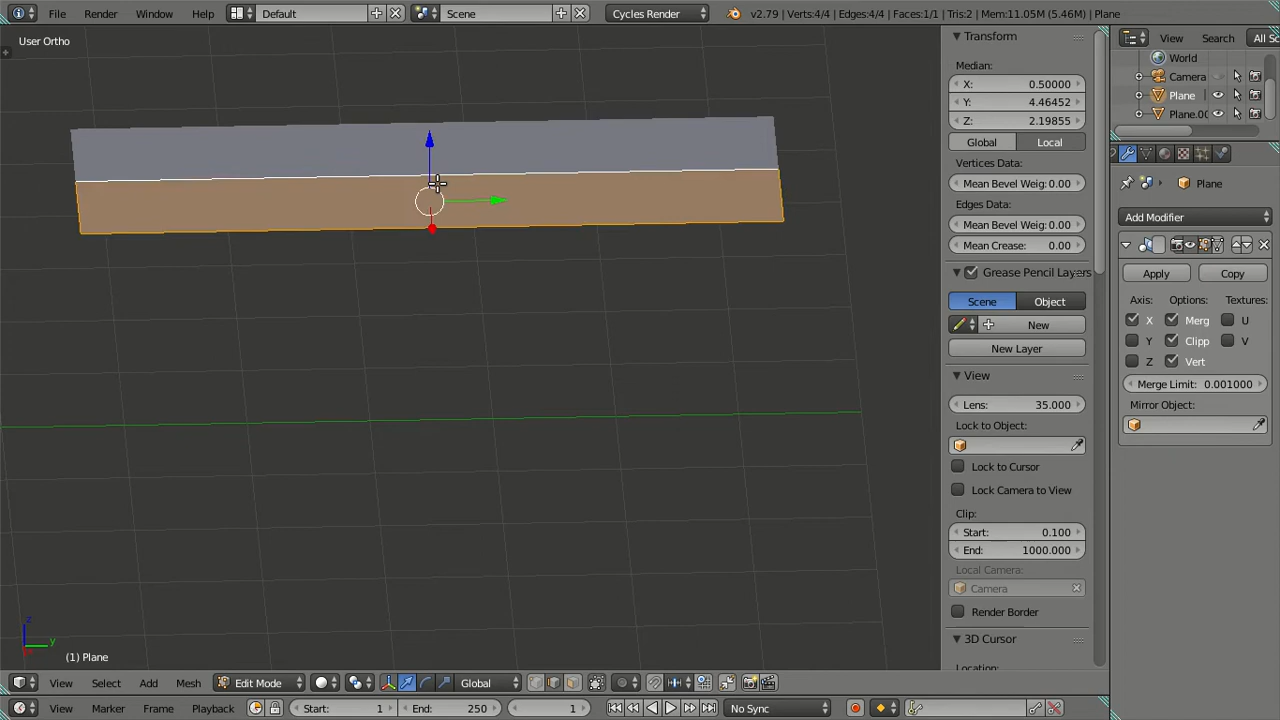 File Render Window Help Default Scene Cycles Render v2.79 | Verts:4/4 | Edges:4/4 | Faces:1/1 | Tris:2 | Mem:11.05M (5.46M) | Plane
User Ortho
Transform
Median:
X: 0.50000
Y: 4.46452
Z: 2.19855
Global Local
Vertices Data:
Mean Bevel Weig: 0.00
Edges Data:
Mean Bevel Weig: 0.00
Mean Crease: 0.00
Grease Pencil Layers
Scene Object
New
New Layer
View
Lens: 35.000
Lock to Object:
Lock to Cursor
Lock Camera to View
Clip:
Start: 0.100
End: 1000.000
Local Camera:
Camera
Render Border
3D Cursor
Location:
View Search All Sc
World
Camera
Plane
Plane.00
Plane
Add Modifier
Apply Copy
Axis: Options: Textures:
X Merg U
Y Clipp V
Z Vert
Merge Limit: 0.001000
Mirror Object:
z
y
(1) Plane
View Select Add Mesh Edit Mode Global
View Marker Frame Playback Start: 1 End: 250 1 No Sync